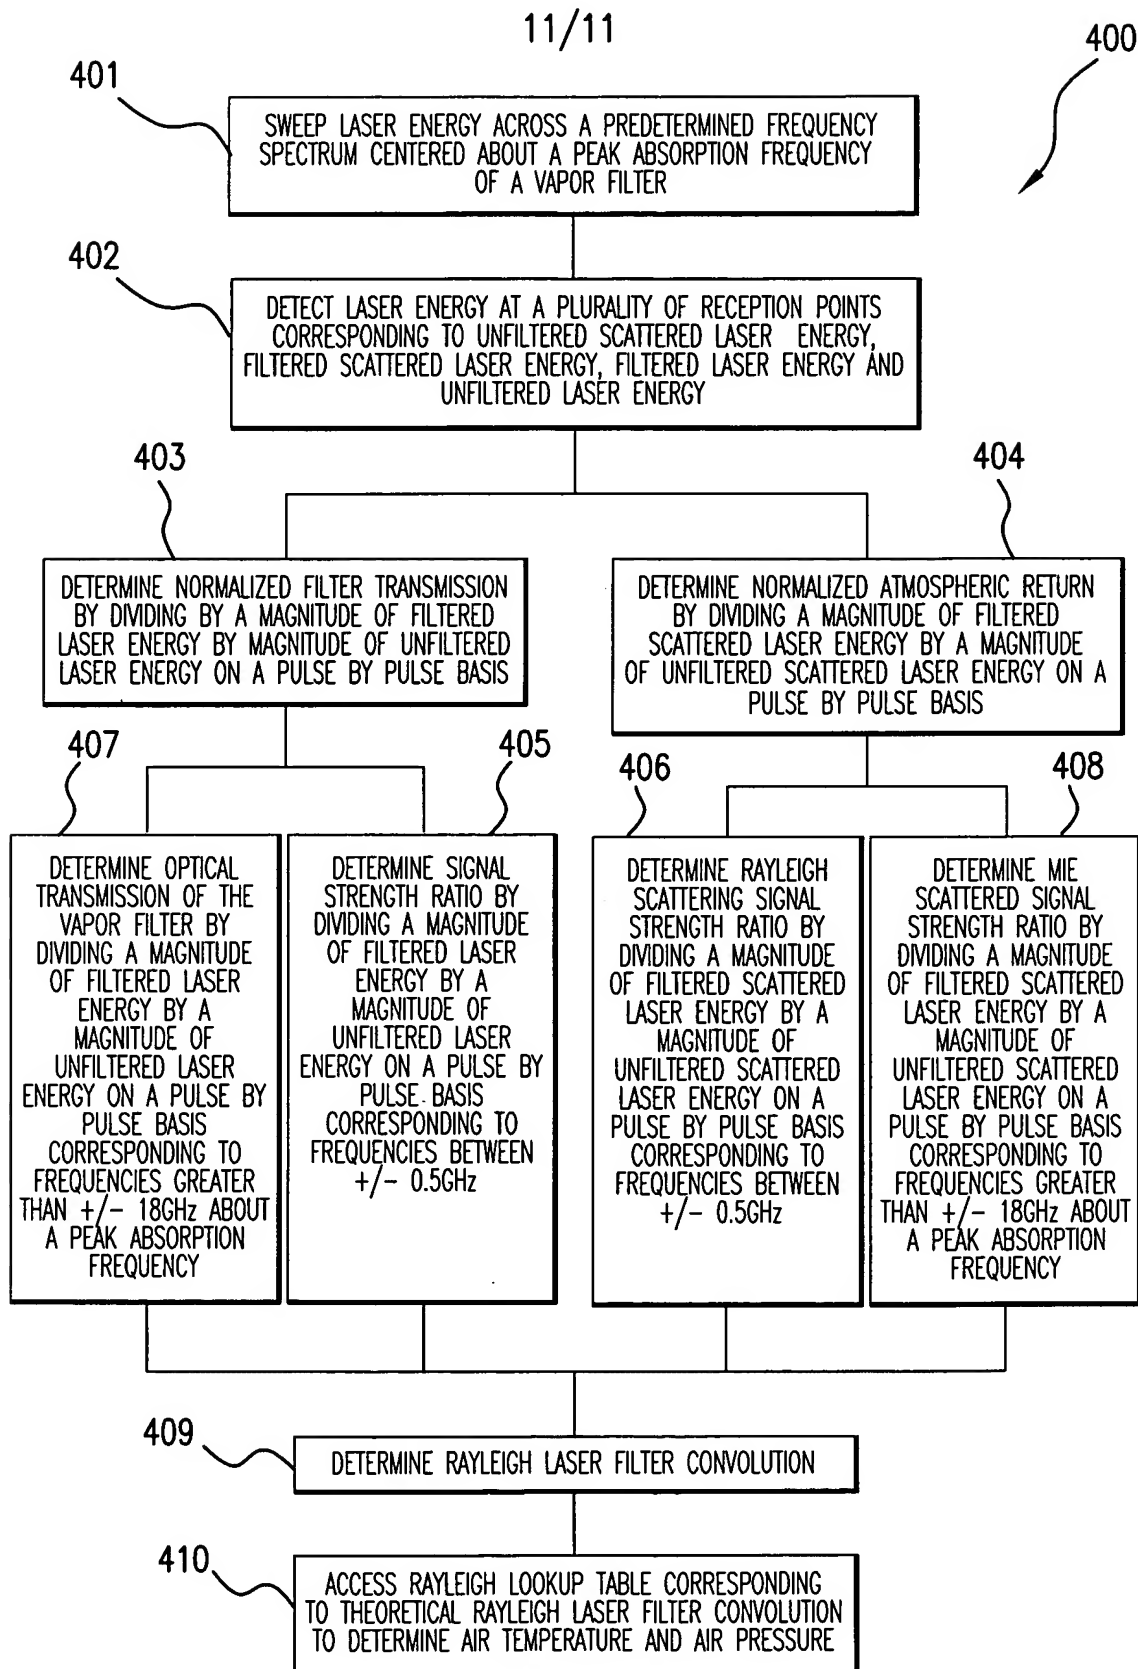 11/11
400
401
SWEEP LASER ENERGY ACROSS A PREDETERMINED FREQUENCY
SPECTRUM CENTERED ABOUT A PEAK ABSORPTION FREQUENCY
OF A VAPOR FILTER
402
DETECT LASER ENERGY AT A PLURALITY OF RECEPTION POINTS
CORRESPONDING TO UNFILTERED SCATTERED LASER ENERGY,
FILTERED SCATTERED LASER ENERGY, FILTERED LASER ENERGY AND
UNFILTERED LASER ENERGY
403
DETERMINE NORMALIZED FILTER TRANSMISSION
BY DIVIDING BY A MAGNITUDE OF FILTERED
LASER ENERGY BY MAGNITUDE OF UNFILTERED
LASER ENERGY ON A PULSE BY PULSE BASIS
404
DETERMINE NORMALIZED ATMOSPHERIC RETURN
BY DIVIDING A MAGNITUDE OF FILTERED
SCATTERED LASER ENERGY BY A MAGNITUDE
OF UNFILTERED SCATTERED LASER ENERGY ON A
PULSE BY PULSE BASIS
407
DETERMINE OPTICAL
TRANSMISSION OF THE
VAPOR FILTER BY
DIVIDING A MAGNITUDE
OF FILTERED LASER
ENERGY BY A
MAGNITUDE OF
UNFILTERED LASER
ENERGY ON A PULSE BY
PULSE BASIS
CORRESPONDING TO
FREQUENCIES GREATER
THAN +/- 18GHz ABOUT
A PEAK ABSORPTION
FREQUENCY
405
DETERMINE SIGNAL
STRENGTH RATIO BY
DIVIDING A MAGNITUDE
OF FILTERED LASER
ENERGY BY A
MAGNITUDE OF
UNFILTERED LASER
ENERGY ON A PULSE BY
PULSE BASIS
CORRESPONDING TO
FREQUENCIES BETWEEN
+/- 0.5GHz
406
DETERMINE RAYLEIGH
SCATTERING SIGNAL
STRENGTH RATIO BY
DIVIDING A MAGNITUDE
OF FILTERED SCATTERED
LASER ENERGY BY A
MAGNITUDE OF
UNFILTERED SCATTERED
LASER ENERGY ON A
PULSE BY PULSE BASIS
CORRESPONDING TO
FREQUENCIES BETWEEN
+/- 0.5GHz
408
DETERMINE MIE
SCATTERED SIGNAL
STRENGTH RATIO BY
DIVIDING A MAGNITUDE
OF FILTERED SCATTERED
LASER ENERGY BY A
MAGNITUDE OF
UNFILTERED SCATTERED
LASER ENERGY ON A
PULSE BY PULSE BASIS
CORRESPONDING TO
FREQUENCIES GREATER
THAN +/- 18GHz ABOUT
A PEAK ABSORPTION
FREQUENCY
409
DETERMINE RAYLEIGH LASER FILTER CONVOLUTION
410
ACCESS RAYLEIGH LOOKUP TABLE CORRESPONDING
TO THEORETICAL RAYLEIGH LASER FILTER CONVOLUTION
TO DETERMINE AIR TEMPERATURE AND AIR PRESSURE